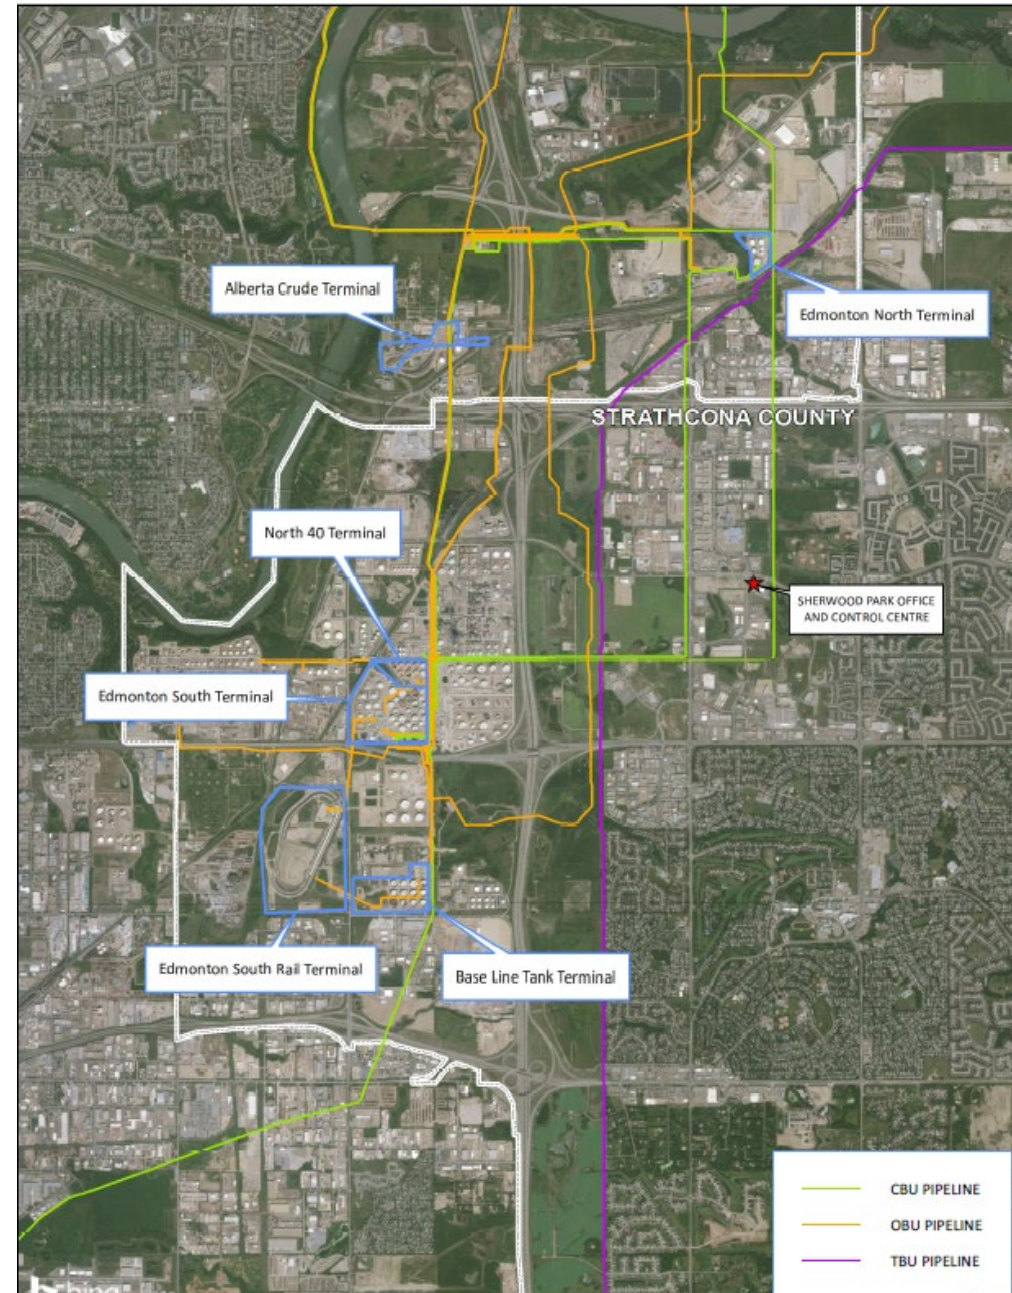 Alberta Crude Terminal
Edmonton North Terminal
STRATHCONA COUNTY
North 40 Terminal
SHERWOOD PARK OFFICE
AND CONTROL CENTRE
Edmonton South Terminal
Edmonton South Rail Terminal
Base Line Tank Terminal
CBU PIPELINE
OBU PIPELINE
TBU PIPELINE
bing